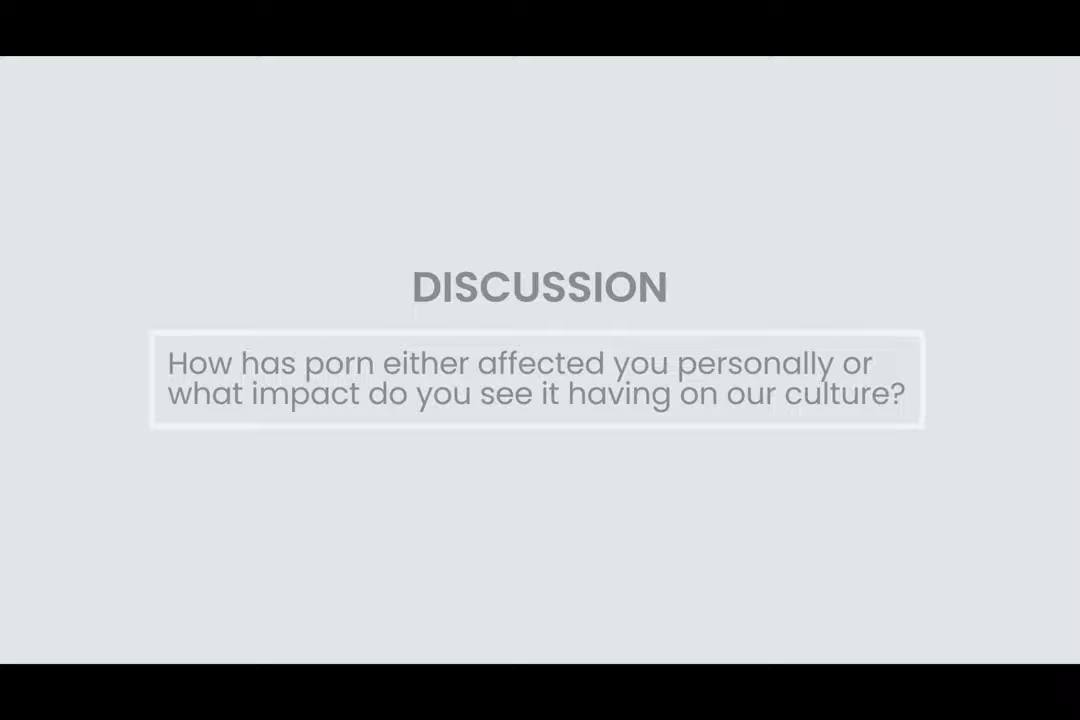 DISCUSSION
How has porn either affected you personally or
what impact do you see it having on our culture?